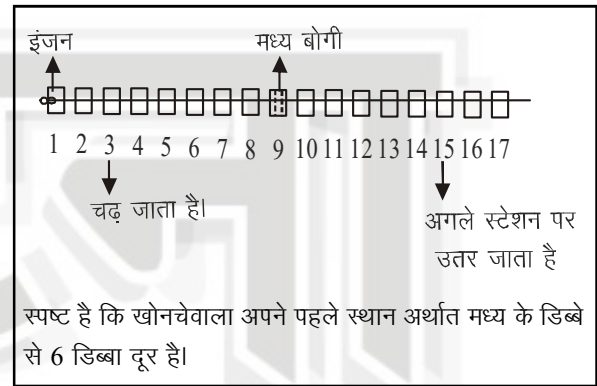 इंजन मध्य बोगी
1 2 3 4 5 6 7 8 9 10 11 12 13 14 15 16 17
चढ़ जाता है।
अगले स्टेशन पर
उतर जाता है
स्पष्ट है कि खोनचेवाला अपने पहले स्थान अर्थात मध्य के डिब्बे
से 6 डिब्बा दूर है।